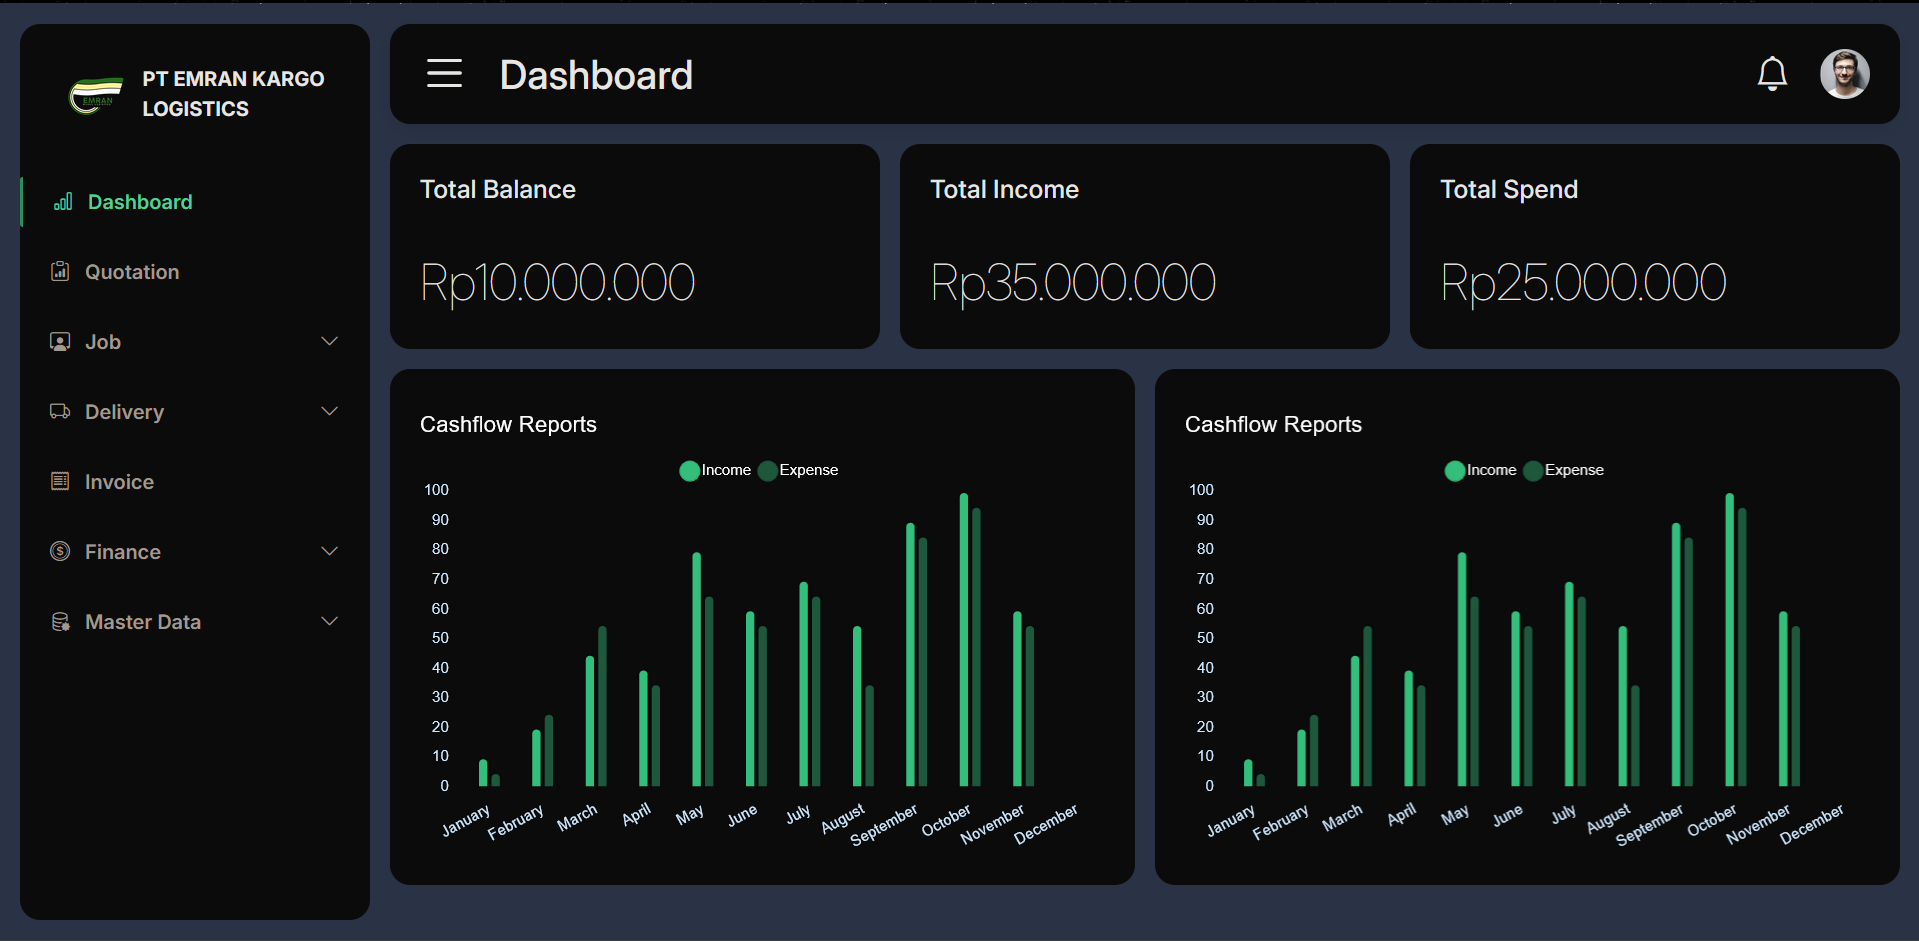 EMRAN
PT EMRAN KARGO
LOGISTICS
Dashboard
Quotation
Job
Delivery
Invoice
Finance
Master Data
Dashboard
Total Balance
Rp10.000.000
Total Income
Rp35.000.000
Total Spend
Rp25.000.000
Cashflow Reports
Income Expense
100
90
80
70
60
50
40
30
20
10
0
January February March April May June July August September October November December
Cashflow Reports
Income Expense
100
90
80
70
60
50
40
30
20
10
0
January February March April May June July August September October November December